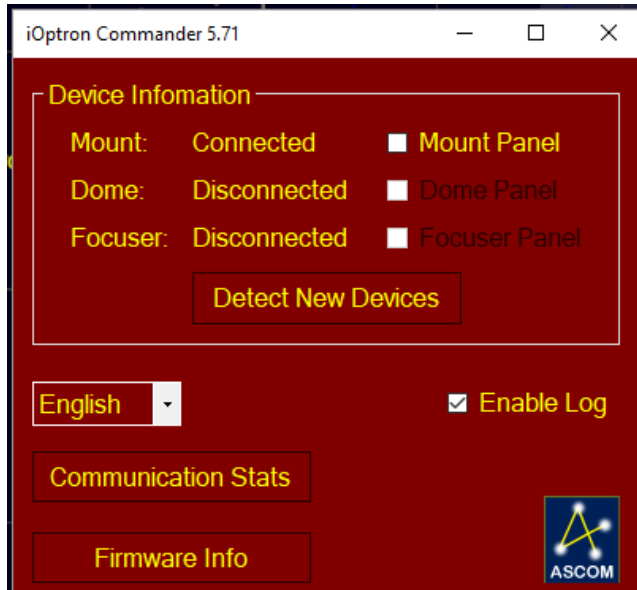 iOptron Commander 5.71
Device Infomation
Mount: Connected Mount Panel
Dome: Disconnected Dome Panel
Focuser: Disconnected Focuser Panel
Detect New Devices
English Enable Log
Communication Stats
Firmware Info
ASCOM